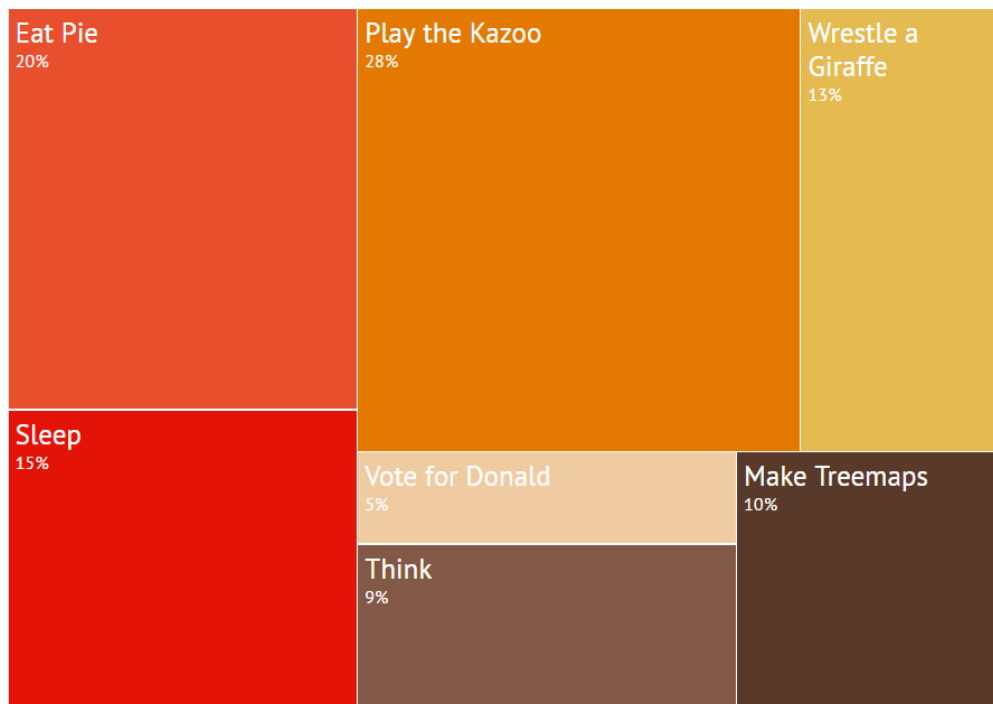 Eat Pie
20%
Play the Kazoo
28%
Wrestle a
Giraffe
13%
Sleep
15%
Vote for Donald
5%
Make Treemaps
10%
Think
9%